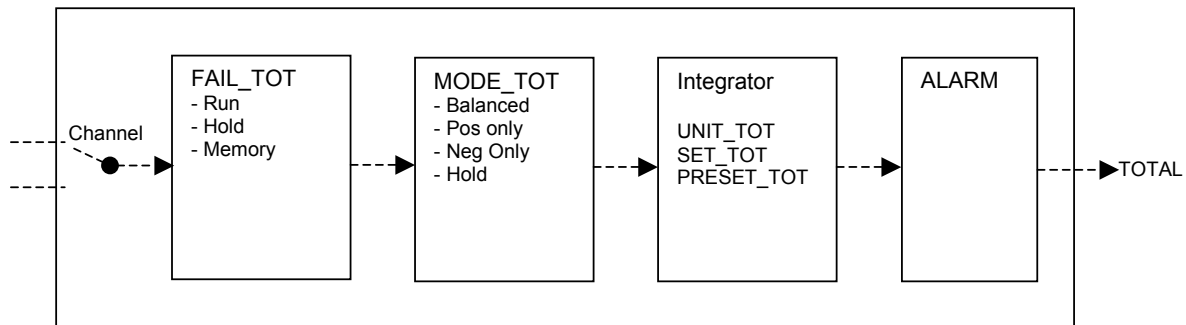 Channel
FAIL_TOT
- Run
- Hold
- Memory
MODE_TOT
- Balanced
- Pos only
- Neg Only
- Hold
Integrator
UNIT_TOT
SET_TOT
PRESET_TOT
ALARM
TOTAL